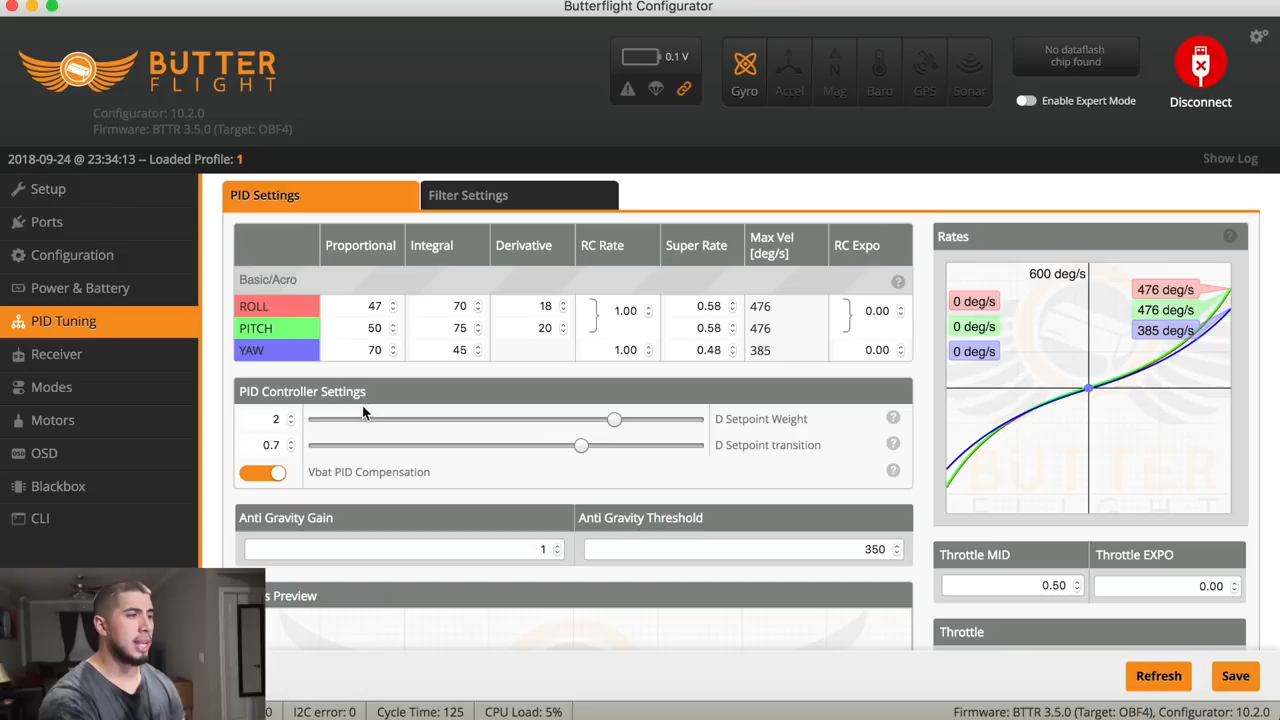 Butterflight Configurator
BUTTER
FLIGHT
Configurator: 10.2.0
Firmware: BTTR 3.5.0 (Target: OBF4)
0.1 V
Gyro Accel Mag Baro GPS Sonar
No dataflash
chip found
Enable Expert Mode
Disconnect
2018-09-24 @ 23:34:13 -- Loaded Profile: 1
Show Log
Setup
Ports
Configuration
Power & Battery
PID Tuning
Receiver
Modes
Motors
OSD
Blackbox
CLI
PID Settings Filter Settings
Proportional Integral Derivative RC Rate Super Rate Max Vel [deg/s] RC Expo
Basic/Acro
ROLL 47 70 18 1.00 0.58 476 0.00
PITCH 50 75 20 0.58 476
YAW 70 45 1.00 0.48 385 0.00
PID Controller Settings
2 D Setpoint Weight
0.7 D Setpoint transition
Vbat PID Compensation
Anti Gravity Gain Anti Gravity Threshold
1 350
s Preview
Rates
600 deg/s
476 deg/s
476 deg/s
385 deg/s
0 deg/s
0 deg/s
0 deg/s
BUTTER
FLIGHT
Throttle MID Throttle EXPO
0.50 0.00
Throttle
Refresh Save
0 I2C error: 0 Cycle Time: 125 CPU Load: 5% Firmware: BTTR 3.5.0 (Target: OBF4), Configurator: 10.2.0